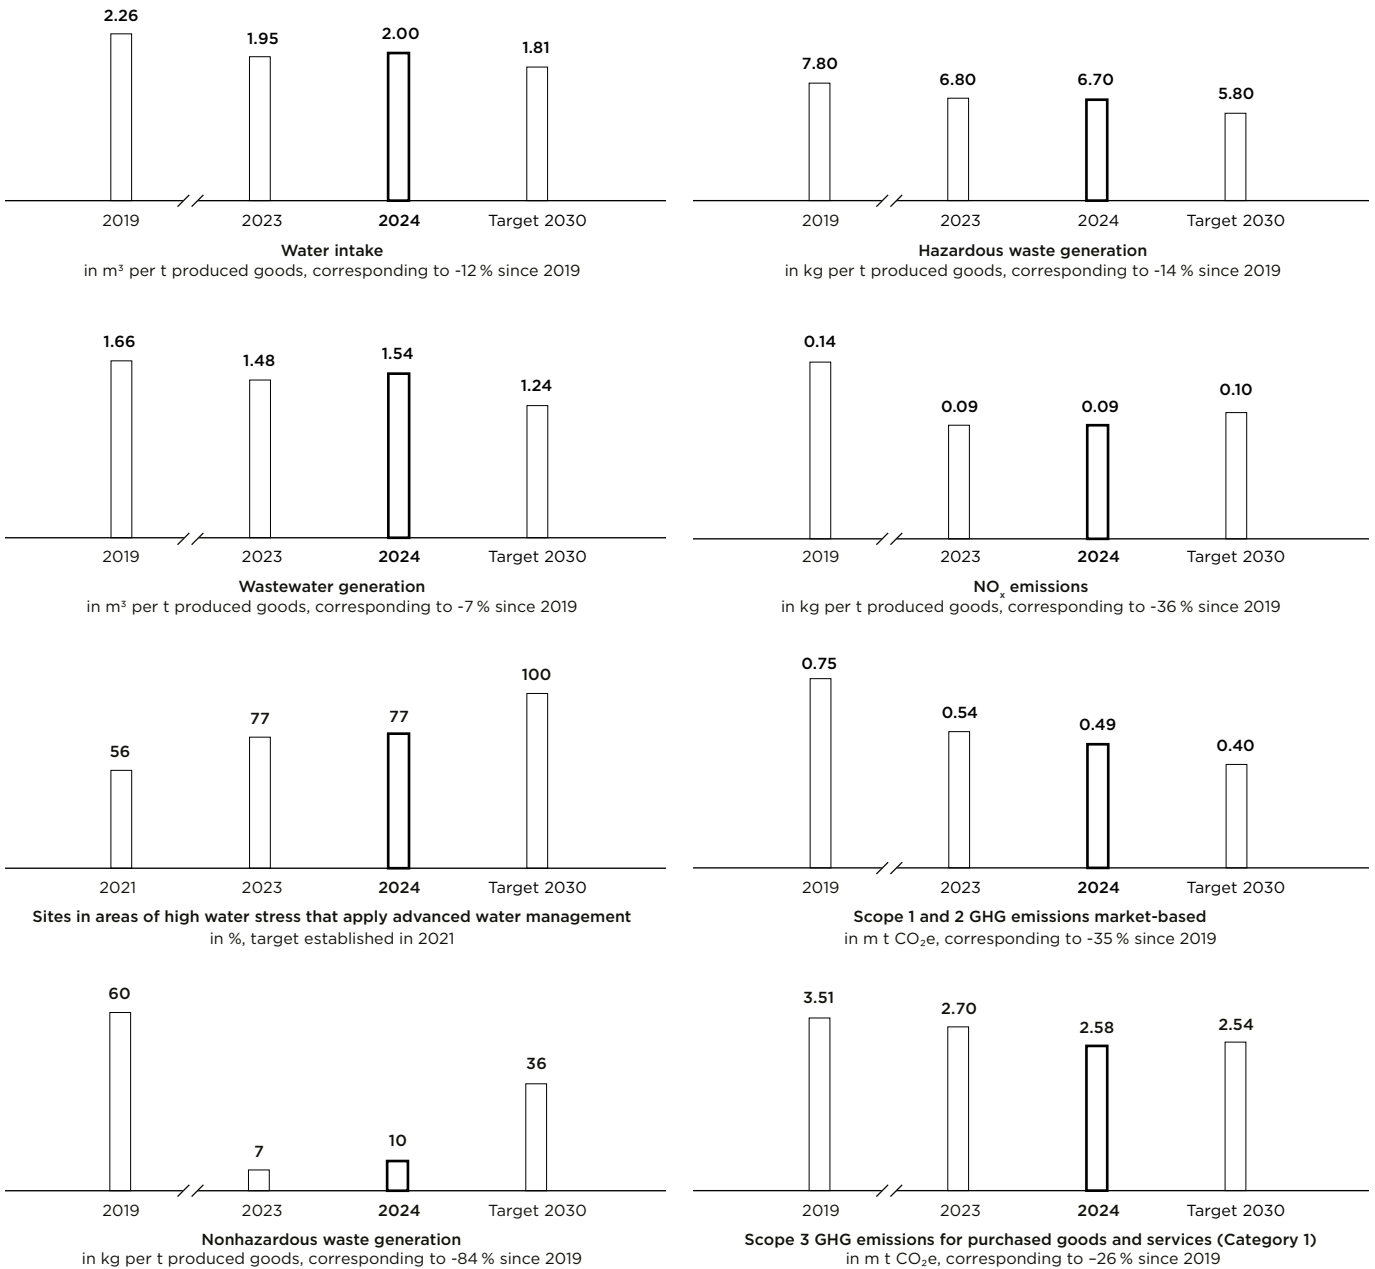 2.26
1.95
2.00
1.81
2019
2023
2024
Target 2030
Water intake
in m³ per t produced goods, corresponding to -12 % since 2019
7.80
6.80
6.70
5.80
2019
2023
2024
Target 2030
Hazardous waste generation
in kg per t produced goods, corresponding to -14 % since 2019
1.66
1.48
1.54
1.24
2019
2023
2024
Target 2030
Wastewater generation
in m³ per t produced goods, corresponding to -7 % since 2019
0.14
0.09
0.09
0.10
2019
2023
2024
Target 2030
NOₓ emissions
in kg per t produced goods, corresponding to -36 % since 2019
56
77
77
100
2021
2023
2024
Target 2030
Sites in areas of high water stress that apply advanced water management
in %, target established in 2021
0.75
0.54
0.49
0.40
2019
2023
2024
Target 2030
Scope 1 and 2 GHG emissions market-based
in m t CO₂e, corresponding to -35 % since 2019
60
7
10
36
2019
2023
2024
Target 2030
Nonhazardous waste generation
in kg per t produced goods, corresponding to -84 % since 2019
3.51
2.70
2.58
2.54
2019
2023
2024
Target 2030
Scope 3 GHG emissions for purchased goods and services (Category 1)
in m t CO₂e, corresponding to –26 % since 2019